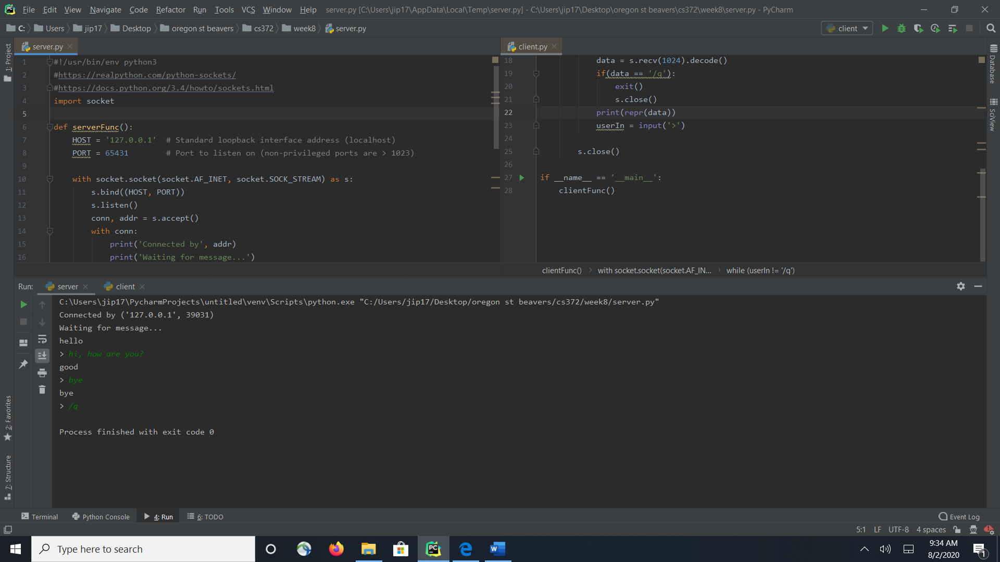 File Edit View Navigate Code Refactor Run Tools VCS Window Help server.py [C:\Users\jip17\AppData\Local\Temp\server.py] - C:\Users\jip17\Desktop\oregon st beavers\cs372\week8\server.py - PyCharm
C: Users jip17 Desktop oregon st beavers cs372 week8 server.py client
1: Project
server.py
1 #!/usr/bin/env python3
2 #https://realpython.com/python-sockets/
3 #https://docs.python.org/3.4/howto/sockets.html
4 import socket
5
6 def serverFunc():
7 HOST = '127.0.0.1' # Standard loopback interface address (localhost)
8 PORT = 65431 # Port to listen on (non-privileged ports are > 1023)
9
10 with socket.socket(socket.AF_INET, socket.SOCK_STREAM) as s:
11 s.bind((HOST, PORT))
12 s.listen()
13 conn, addr = s.accept()
14 with conn:
15 print('Connected by', addr)
16 print('Waiting for message...')
client.py
18 data = s.recv(1024).decode()
19 if(data == '/q'):
20 exit()
21 s.close()
22 print(repr(data))
23 userIn = input('>')
24
25 s.close()
26
27 if __name__ == '__main__':
28 clientFunc()
clientFunc() with socket.socket(socket.AF_IN... while (userIn != '/q')
Database
SciView
Run: server client
C:\Users\jip17\PycharmProjects\untitled\venv\Scripts\python.exe "C:/Users/jip17/Desktop/oregon st beavers/cs372/week8/server.py"
Connected by ('127.0.0.1', 39031)
Waiting for message...
hello
> hi, how are you?
good
> bye
bye
> /q
Process finished with exit code 0
2: Favorites
7: Structure
Terminal Python Console 4: Run 6: TODO Event Log
5:1 LF UTF-8 4 spaces
Type here to search
PC
W
9:34 AM
8/2/2020
1